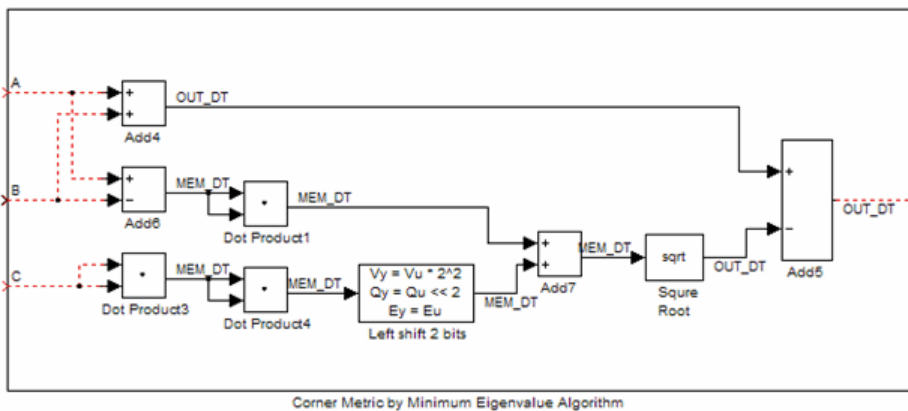 A
+
+
OUT_DT
Add4
B
+
−
MEM_DT
Add6
MEM_DT
Dot Product1
C
MEM_DT
Dot Product3
MEM_DT
Dot Product4
Vy = Vu * 2^2
Qy = Qu << 2
Ey = Eu
Left shift 2 bits
MEM_DT
+
+
Add7
MEM_DT
sqrt
Squre
Root
OUT_DT
+
−
Add5
OUT_DT
Corner Metric by Minimum Eigenvalue Algorithm